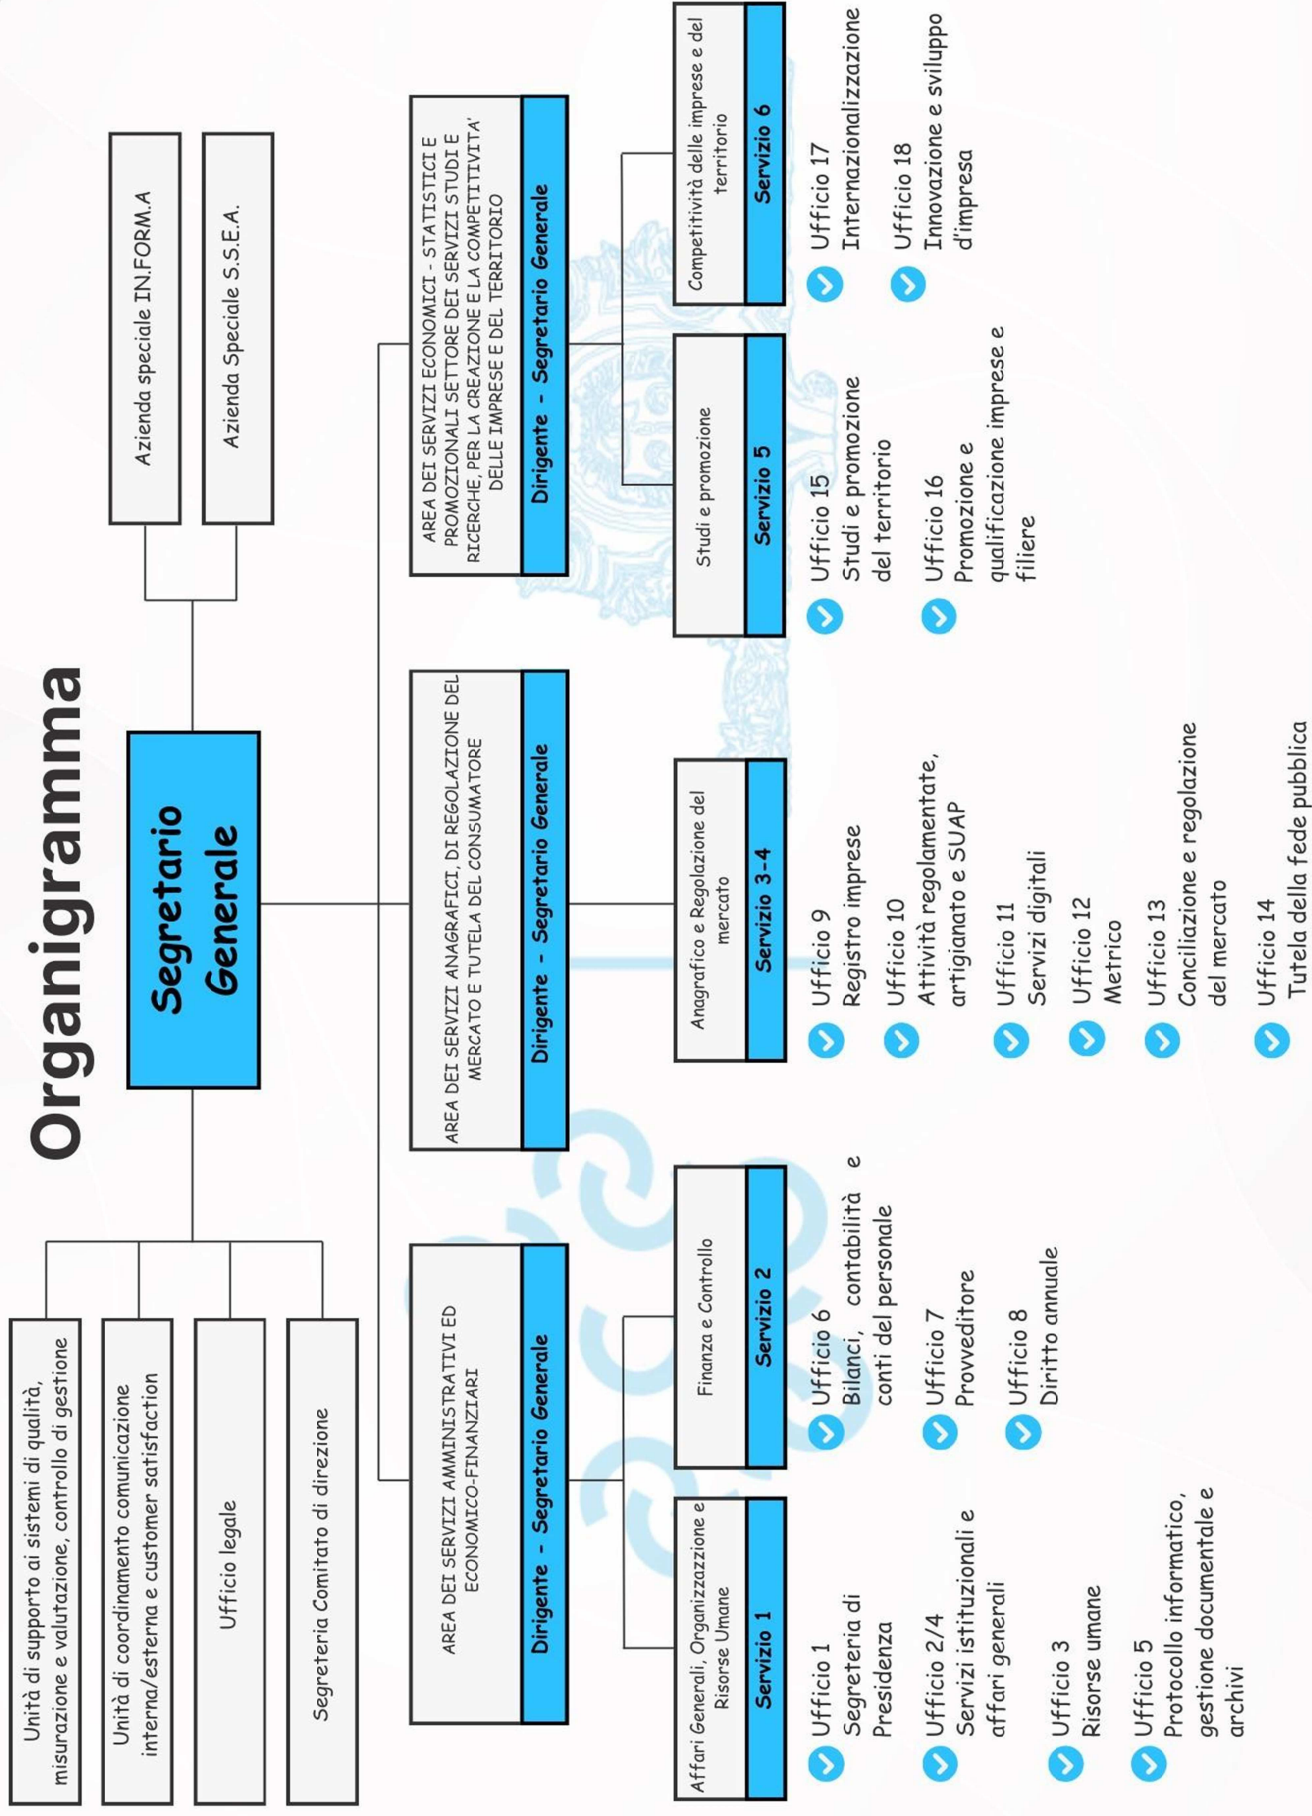 Organigramma
Unità di supporto ai sistemi di qualità,
misurazione e valutazione, controllo di gestione
Unità di coordinamento comunicazione
interna/esterna e customer satisfaction
Ufficio legale
Segreteria Comitato di direzione
Segretario
Generale
Azienda speciale IN.FORM.A
Azienda Speciale S.S.E.A.
AREA DEI SERVIZI AMMINISTRATIVI ED
ECONOMICO-FINANZIARI
Dirigente - Segretario Generale
AREA DEI SERVIZI ANAGRAFICI, DI REGOLAZIONE DEL
MERCATO E TUTELA DEL CONSUMATORE
Dirigente - Segretario Generale
AREA DEI SERVIZI ECONOMICI - STATISTICI E
PROMOZIONALI SETTORE DEI SERVIZI STUDI E
RICERCHE, PER LA CREAZIONE E LA COMPETITIVITA'
DELLE IMPRESE E DEL TERRITORIO
Dirigente - Segretario Generale
Affari Generali, Organizzazzione e
Risorse Umane
Servizio 1
Ufficio 1
Segreteria di
Presidenza
Ufficio 2/4
Servizi istituzionali e
affari generali
Ufficio 3
Risorse umane
Ufficio 5
Protocollo informatico,
gestione documentale e
archivi
Finanza e Controllo
Servizio 2
Ufficio 6
Bilanci, contabilità e
conti del personale
Ufficio 7
Provveditore
Ufficio 8
Diritto annuale
Anagrafico e Regolazione del
mercato
Servizio 3-4
Ufficio 9
Registro imprese
Ufficio 10
Attività regolamentate,
artigianato e SUAP
Ufficio 11
Servizi digitali
Ufficio 12
Metrico
Ufficio 13
Conciliazione e regolazione
del mercato
Ufficio 14
Tutela della fede pubblica
Studi e promozione
Servizio 5
Ufficio 15
Studi e promozione
del territorio
Ufficio 16
Promozione e
qualificazione imprese e
filiere
Competitività delle imprese e del
territorio
Servizio 6
Ufficio 17
Internazionalizzazione
Ufficio 18
Innovazione e sviluppo
d'impresa